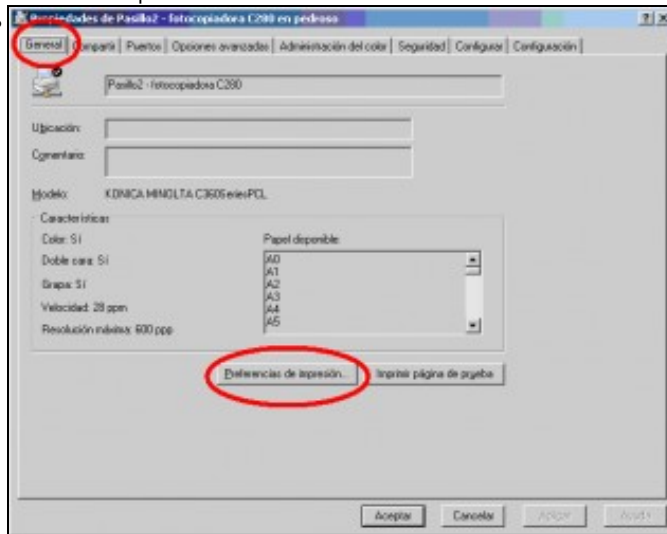 Propiedades de Pasillo2 - fotocopiadora C280 en pedroso
General Compartir Puertos Opciones avanzadas Administración del color Seguridad Configurar Configuración
Pasillo2 - fotocopiadora C280
Ubicación:
Comentario:
Modelo: KONICA MINOLTA C360SeriesPCL
Características
Color: Sí Papel disponible:
Doble cara: Sí A0
A1
Grapa: Sí A2
A3
Velocidad: 28 ppm A4
Resolución máxima: 600 ppp A5
Preferencias de impresión... Imprimir página de prueba
Aceptar Cancelar Aplicar Ayuda